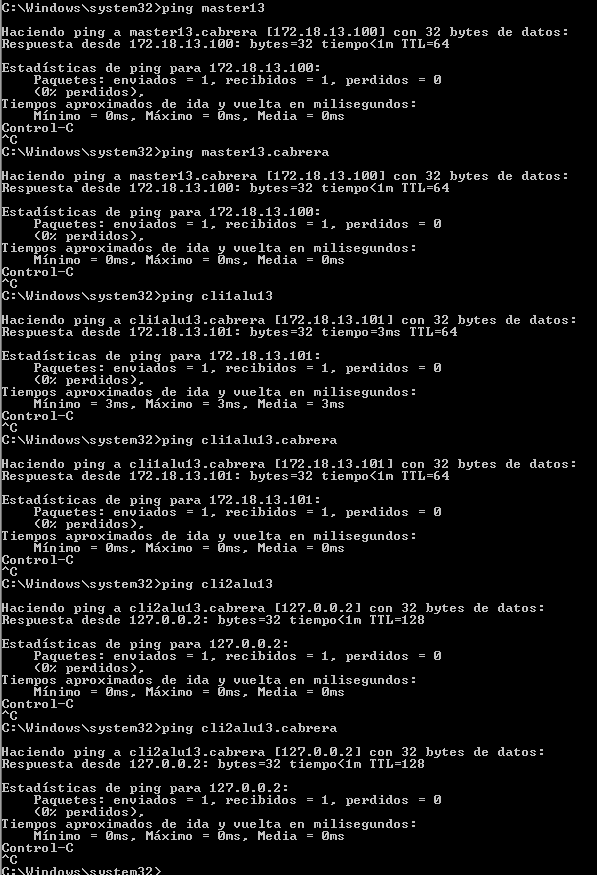 C:\Windows\system32>ping master13
Haciendo ping a master13.cabrera [172.18.13.100] con 32 bytes de datos:
Respuesta desde 172.18.13.100: bytes=32 tiempo<1m TTL=64
Estadísticas de ping para 172.18.13.100:
    Paquetes: enviados = 1, recibidos = 1, perdidos = 0
    (0% perdidos),
Tiempos aproximados de ida y vuelta en milisegundos:
    Mínimo = 0ms, Máximo = 0ms, Media = 0ms
Control-C
^C
C:\Windows\system32>ping master13.cabrera
Haciendo ping a master13.cabrera [172.18.13.100] con 32 bytes de datos:
Respuesta desde 172.18.13.100: bytes=32 tiempo<1m TTL=64
Estadísticas de ping para 172.18.13.100:
    Paquetes: enviados = 1, recibidos = 1, perdidos = 0
    (0% perdidos),
Tiempos aproximados de ida y vuelta en milisegundos:
    Mínimo = 0ms, Máximo = 0ms, Media = 0ms
Control-C
^C
C:\Windows\system32>ping cli1alu13
Haciendo ping a cli1alu13.cabrera [172.18.13.101] con 32 bytes de datos:
Respuesta desde 172.18.13.101: bytes=32 tiempo=3ms TTL=64
Estadísticas de ping para 172.18.13.101:
    Paquetes: enviados = 1, recibidos = 1, perdidos = 0
    (0% perdidos),
Tiempos aproximados de ida y vuelta en milisegundos:
    Mínimo = 3ms, Máximo = 3ms, Media = 3ms
Control-C
^C
C:\Windows\system32>ping cli1alu13.cabrera
Haciendo ping a cli1alu13.cabrera [172.18.13.101] con 32 bytes de datos:
Respuesta desde 172.18.13.101: bytes=32 tiempo<1m TTL=64
Estadísticas de ping para 172.18.13.101:
    Paquetes: enviados = 1, recibidos = 1, perdidos = 0
    (0% perdidos),
Tiempos aproximados de ida y vuelta en milisegundos:
    Mínimo = 0ms, Máximo = 0ms, Media = 0ms
Control-C
^C
C:\Windows\system32>ping cli2alu13
Haciendo ping a cli2alu13.cabrera [127.0.0.2] con 32 bytes de datos:
Respuesta desde 127.0.0.2: bytes=32 tiempo<1m TTL=128
Estadísticas de ping para 127.0.0.2:
    Paquetes: enviados = 1, recibidos = 1, perdidos = 0
    (0% perdidos),
Tiempos aproximados de ida y vuelta en milisegundos:
    Mínimo = 0ms, Máximo = 0ms, Media = 0ms
Control-C
^C
C:\Windows\system32>ping cli2alu13.cabrera
Haciendo ping a cli2alu13.cabrera [127.0.0.2] con 32 bytes de datos:
Respuesta desde 127.0.0.2: bytes=32 tiempo<1m TTL=128
Estadísticas de ping para 127.0.0.2:
    Paquetes: enviados = 1, recibidos = 1, perdidos = 0
    (0% perdidos),
Tiempos aproximados de ida y vuelta en milisegundos:
    Mínimo = 0ms, Máximo = 0ms, Media = 0ms
Control-C
^C
C:\Windows\system32>